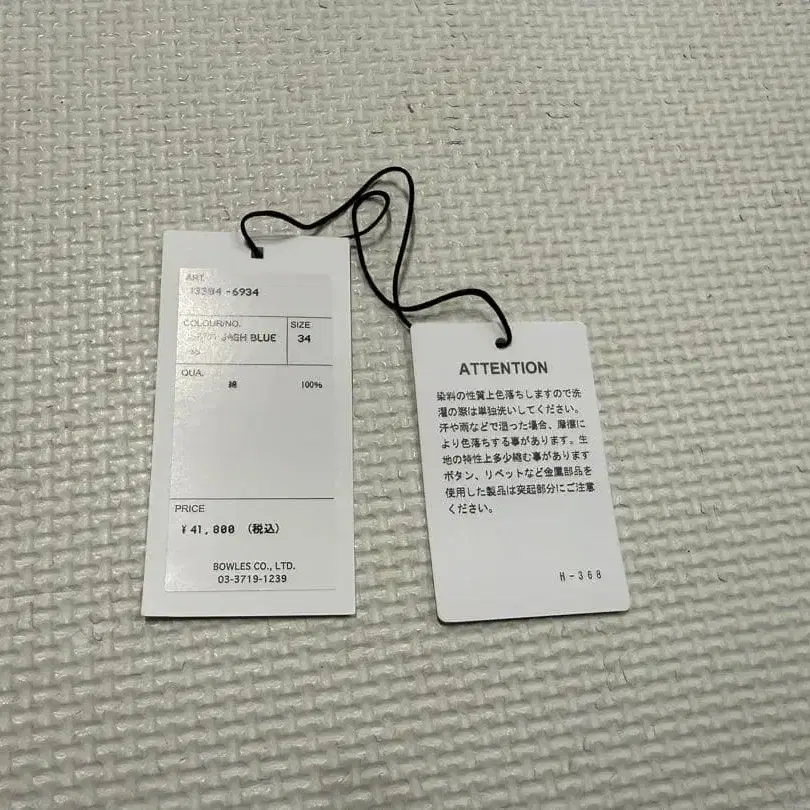 ART.
-6934
COLOUR/NO.
BLUE
SIZE
34
QUA.
綿 100%
PRICE
¥41,800 (税込)
BOWLES CO., LTD.
03-3719-1239
ATTENTION
染料の性質上色落ちしますので洗
濯の際は単独洗いしてください。
汗や雨などで湿った場合、摩擦に
より色落ちする事があります。生
地の特性上多少縮む事があります
ボタン、リベットなど金属部品を
使用した製品は突起部分にご注意
ください。
H-368